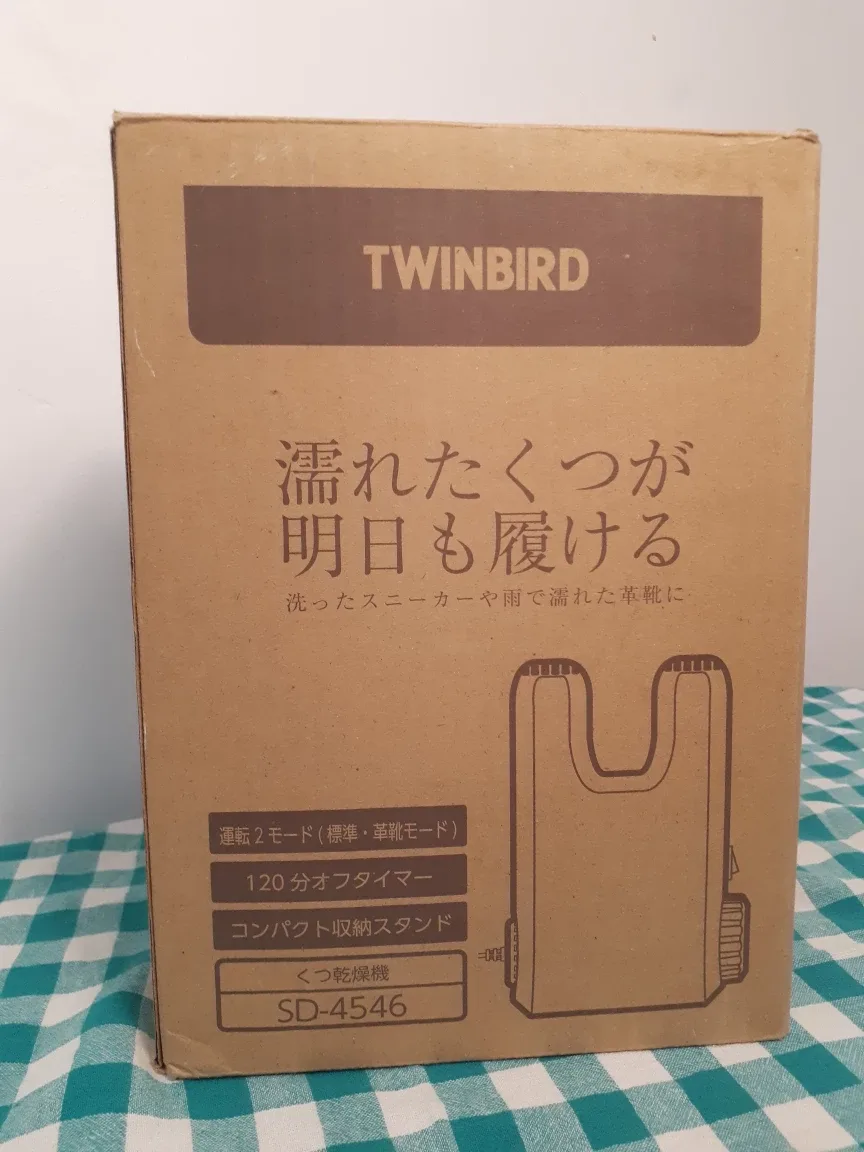 TWINBIRD
濡れたくつが
明日も履ける
洗ったスニーカーや雨で濡れた革靴に
運転2モード(標準・革靴モード)
120分オフタイマー
コンパクト収納スタンド
くつ乾燥機
SD-4546